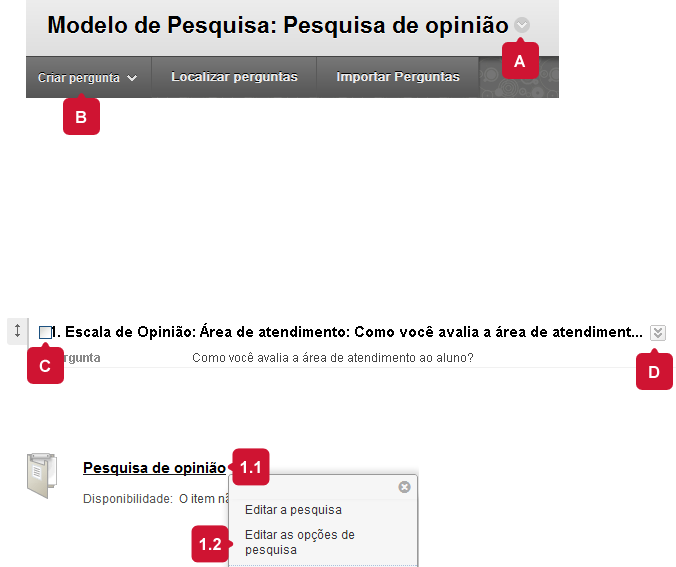 Modelo de Pesquisa: Pesquisa de opinião
A
Criar pergunta
Localizar perguntas
Importar Perguntas
B
1. Escala de Opinião: Área de atendimento: Como você avalia a área de atendiment...
rgunta
Como você avalia a área de atendimento ao aluno?
C
D
Pesquisa de opinião
1.1
Disponibilidade: O item nã
Editar a pesquisa
1.2
Editar as opções de
pesquisa